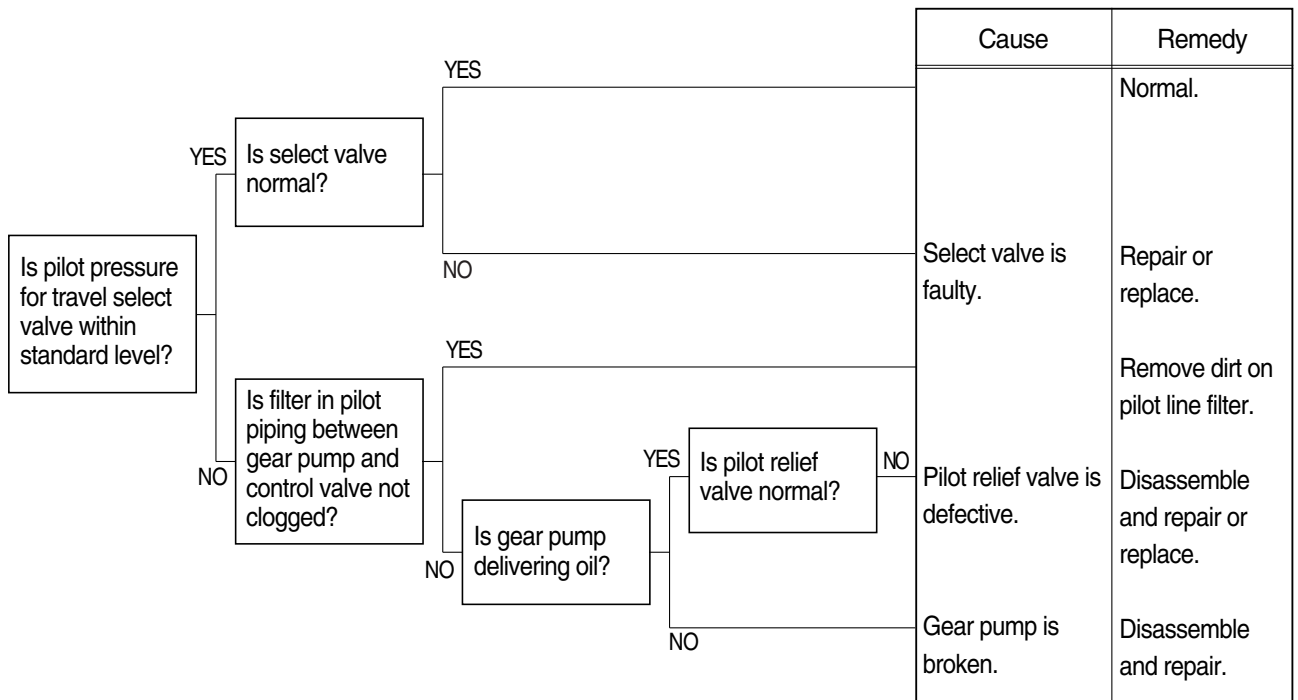 Cause
Remedy
YES
Normal.
YES
Is select valve
normal?
NO
Select valve is
faulty.
Repair or
replace.
Is pilot pressure
for travel select
valve within
standard level?
YES
Remove dirt on
pilot line filter.
NO
Is filter in pilot
piping between
gear pump and
control valve not
clogged?
YES
Is pilot relief
valve normal?
NO
Pilot relief valve is
defective.
Disassemble
and repair or
replace.
NO
Is gear pump
delivering oil?
NO
Gear pump is
broken.
Disassemble
and repair.